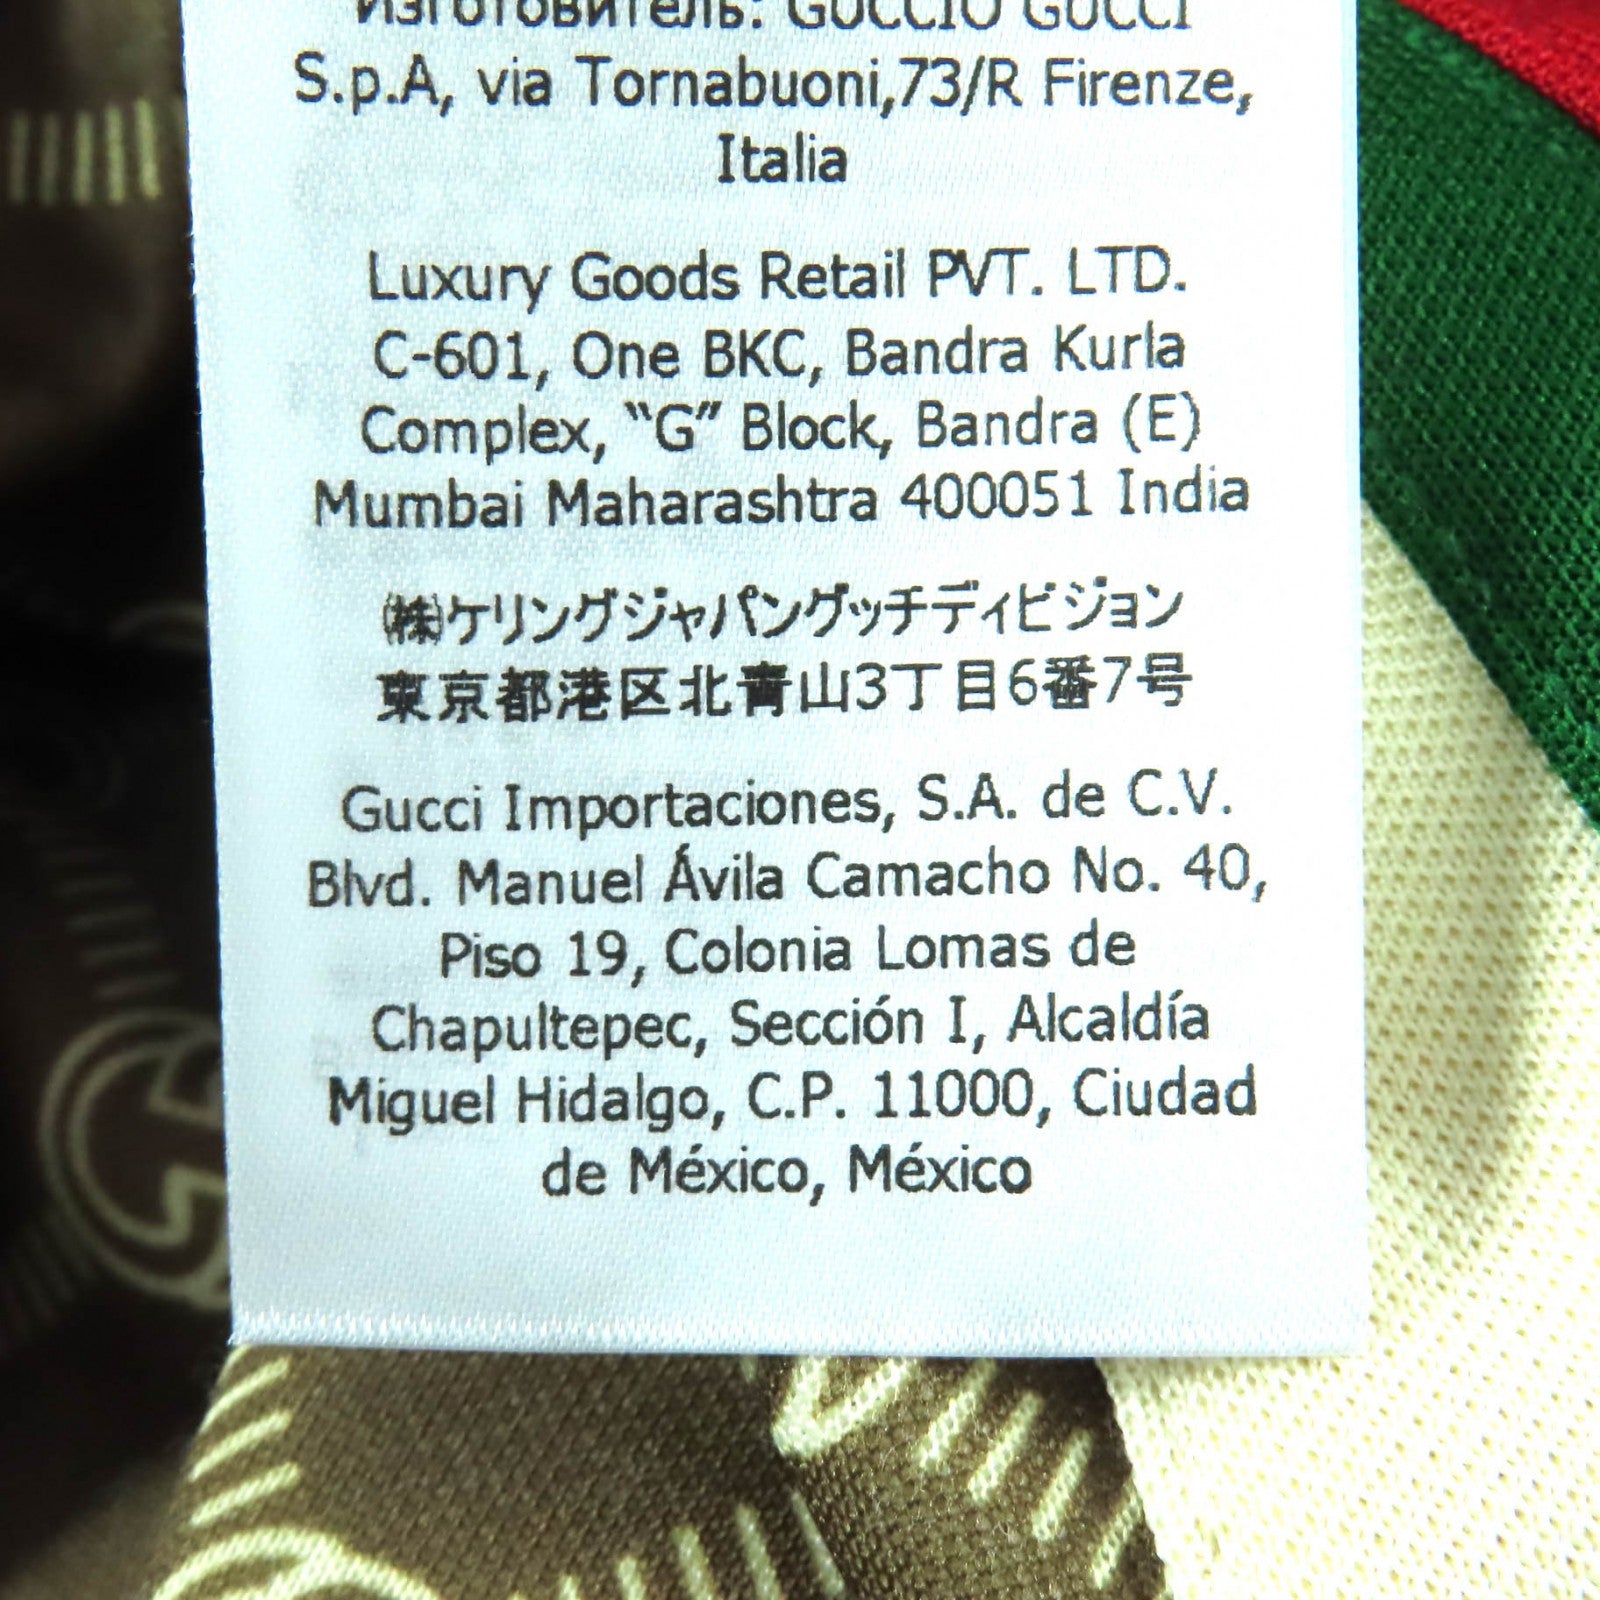 Изготовитель: GUCCIO GUCCI
S.p.A, via Tornabuoni,73/R Firenze,
Italia
Luxury Goods Retail PVT. LTD.
C-601, One BKC, Bandra Kurla
Complex, “G” Block, Bandra (E)
Mumbai Maharashtra 400051 India
㈱ケリングジャパングッチディビジョン
東京都港区北青山3丁目6番7号
Gucci Importaciones, S.A. de C.V.
Blvd. Manuel Ávila Camacho No. 40,
Piso 19, Colonia Lomas de
Chapultepec, Sección I, Alcaldía
Miguel Hidalgo, C.P. 11000, Ciudad
de México, México